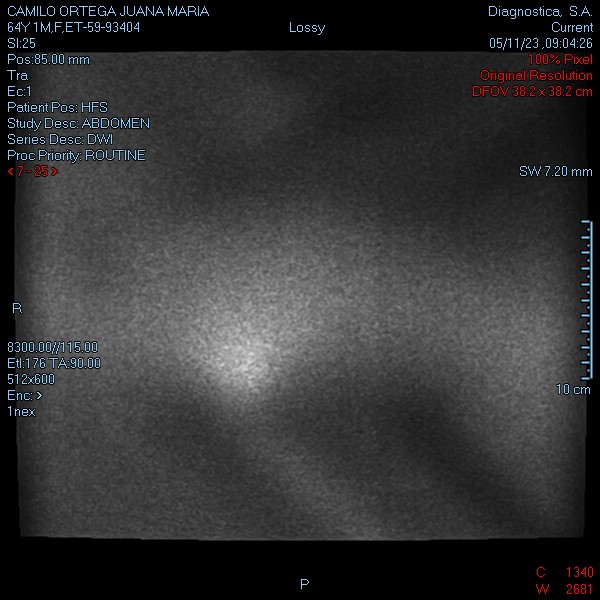 CAMILO ORTEGA JUANA MARIA
64Y 1M,F,ET-59-93404
Sl:25
Pos:85.00 mm
Tra
Ec:1
Patient Pos: HFS
Study Desc: ABDOMEN
Series Desc: DWI
Proc Priority: ROUTINE
< 7 - 25 >
Lossy
Diagnostica, S.A.
Current
05/11/23 ,09:04:26
100% Pixel
Original Resolution
DFOV 38.2 x 38.2 cm
SW 7.20 mm
R
8300.00//115.00
Etl:176 TA:90.00
512x600
Enc: >
1nex
10 cm
P
C 1340
W 2681